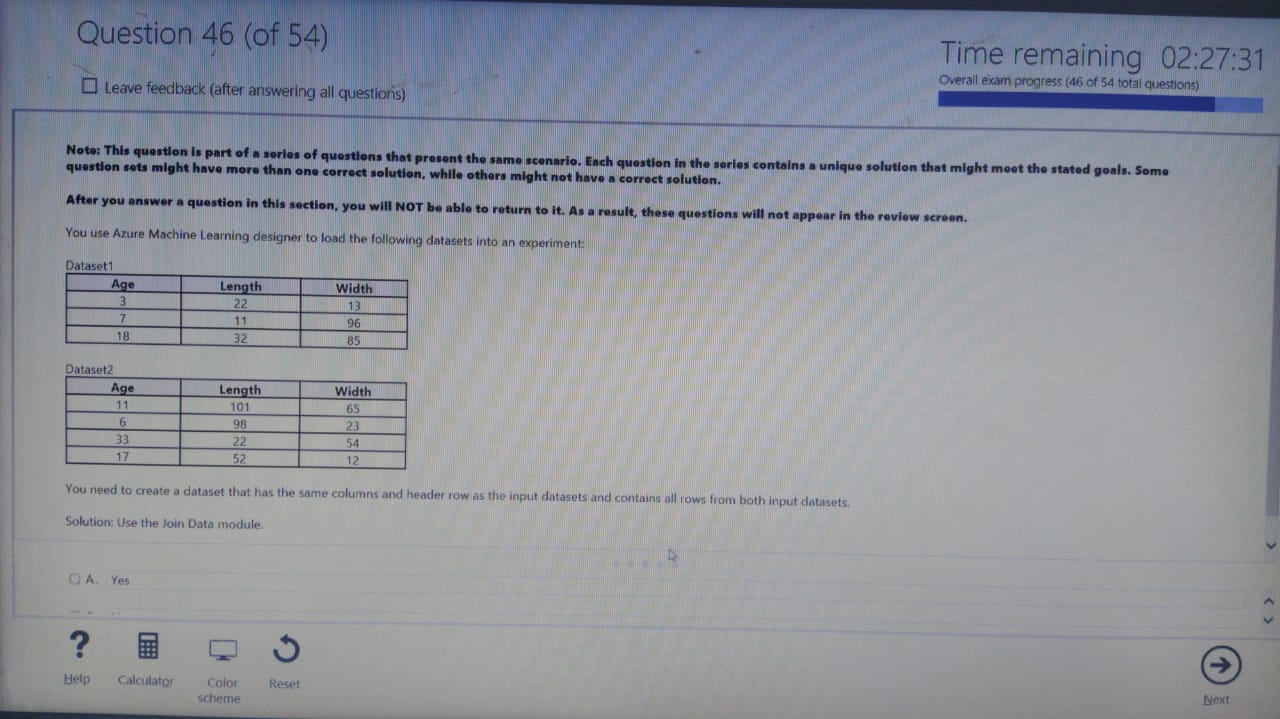 Question 46 (of 54)
Time remaining 02:27:31
Leave feedback (after answering all questions)
Overall exam progress (46 of 54 total questions)
Note: This question is part of a series of questions that present the same scenario. Each question in the series contains a unique solution that might meet the stated goals. Some
question sets might have more than one correct solution, while others might not have a correct solution.
After you answer a question in this section, you will NOT be able to return to it. As a result, these questions will not appear in the review screen.
You use Azure Machine Learning designer to load the following datasets into an experiment:
Dataset1
Age Length Width
3 22 13
7 11 96
18 32 85
Dataset2
Age Length Width
11 101 65
6 98 23
33 22 54
17 52 12
You need to create a dataset that has the same columns and header row as the input datasets and contains all rows from both input datasets.
Solution: Use the Join Data module.
A. Yes
Help Calculator Color scheme Reset
Next